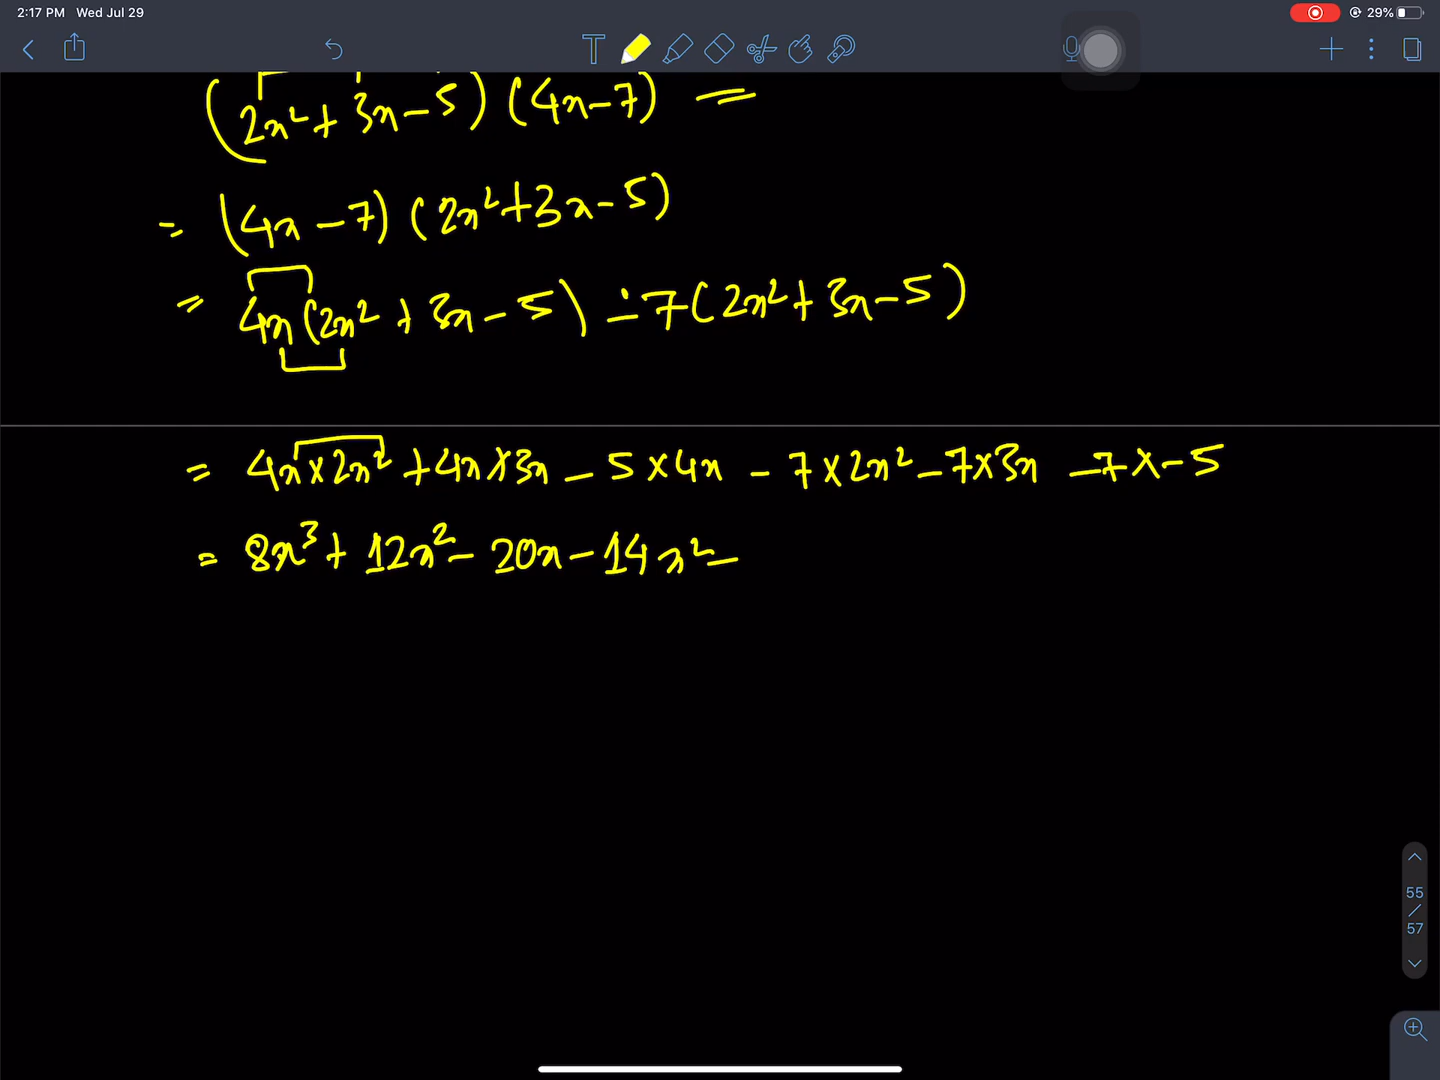 2:17 PM Wed Jul 29
29%
T
(2x² + 3x - 5) (4x - 7) =
= (4x - 7) (2x² + 3x - 5)
= 4x (2x² + 3x - 5) - 7 (2x² + 3x - 5)
= 4x × 2x² + 4x × 3x - 5 × 4x - 7 × 2x² - 7 × 3x - 7 × - 5
= 8x³ + 12x² - 20x - 14x² -
55
/
57